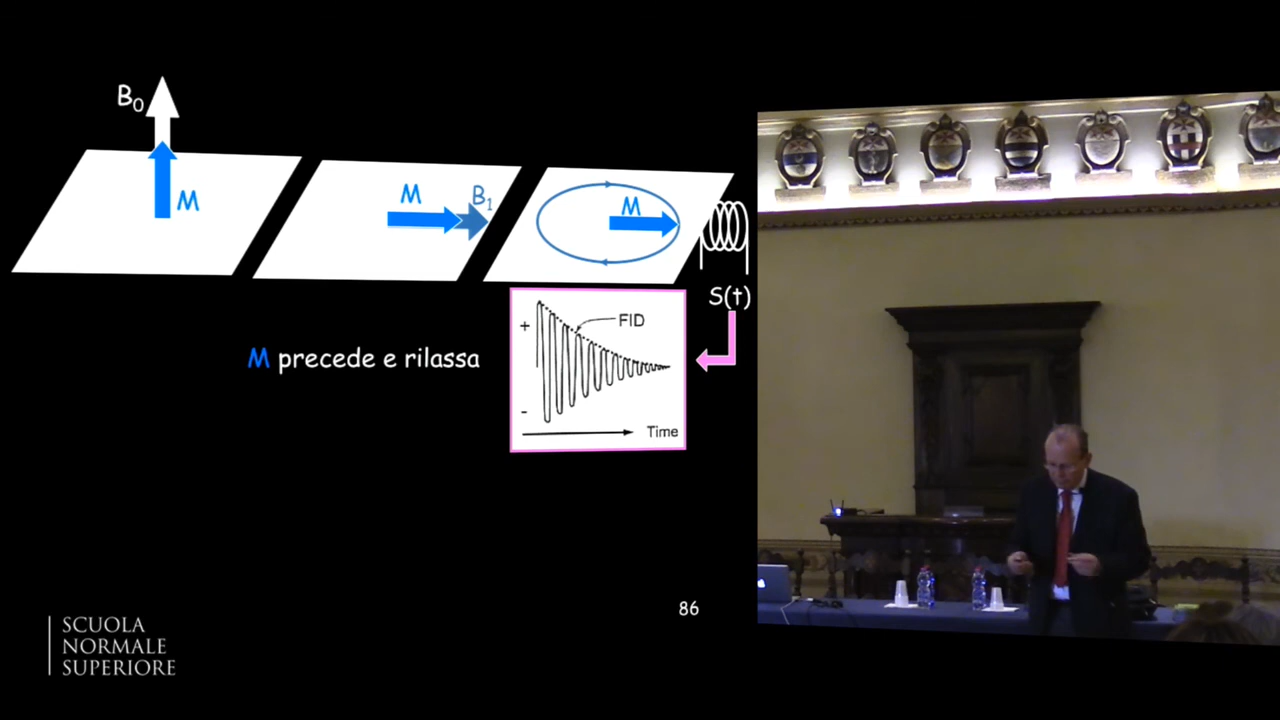 B₀
M
M
B₁
M
S(t)
+
FID
M precede e rilassa
-
Time
86
SCUOLA
NORMALE
SUPERIORE